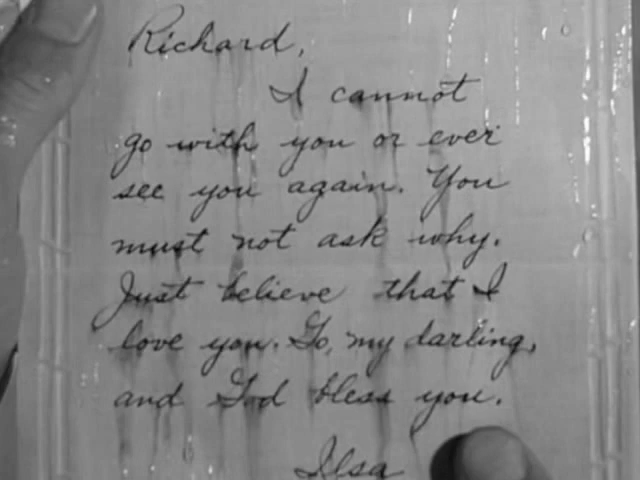 Richard,
I cannot
go with you or ever
see you again. You
must not ask why.
Just believe that I
love you. Go, my darling,
and God bless you.
Ilsa